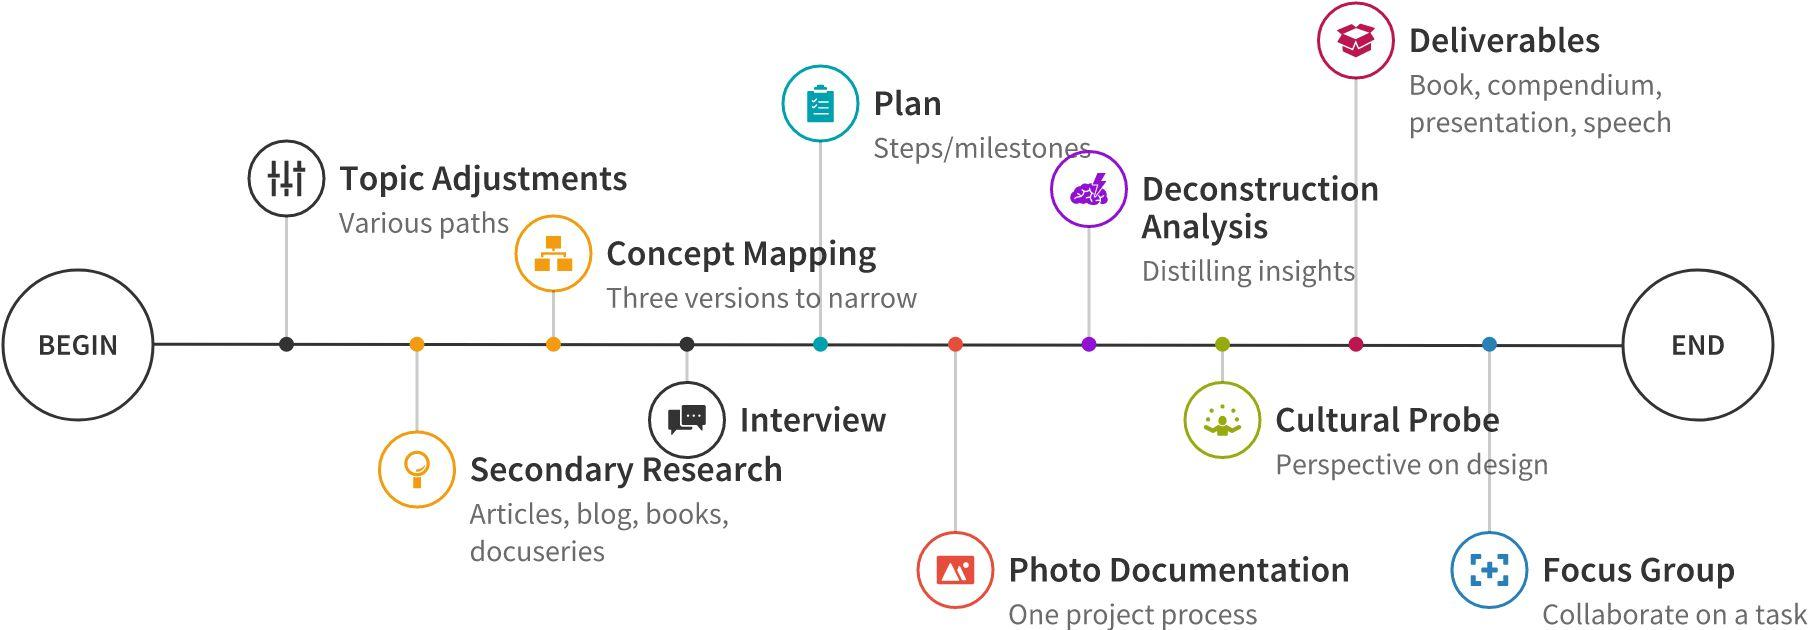 BEGIN
Topic Adjustments
Various paths
Secondary Research
Articles, blog, books,
docuseries
Concept Mapping
Three versions to narrow
Interview
Plan
Steps/milestones
Photo Documentation
One project process
Deconstruction
Analysis
Distilling insights
Cultural Probe
Perspective on design
Deliverables
Book, compendium,
presentation, speech
Focus Group
Collaborate on a task
END